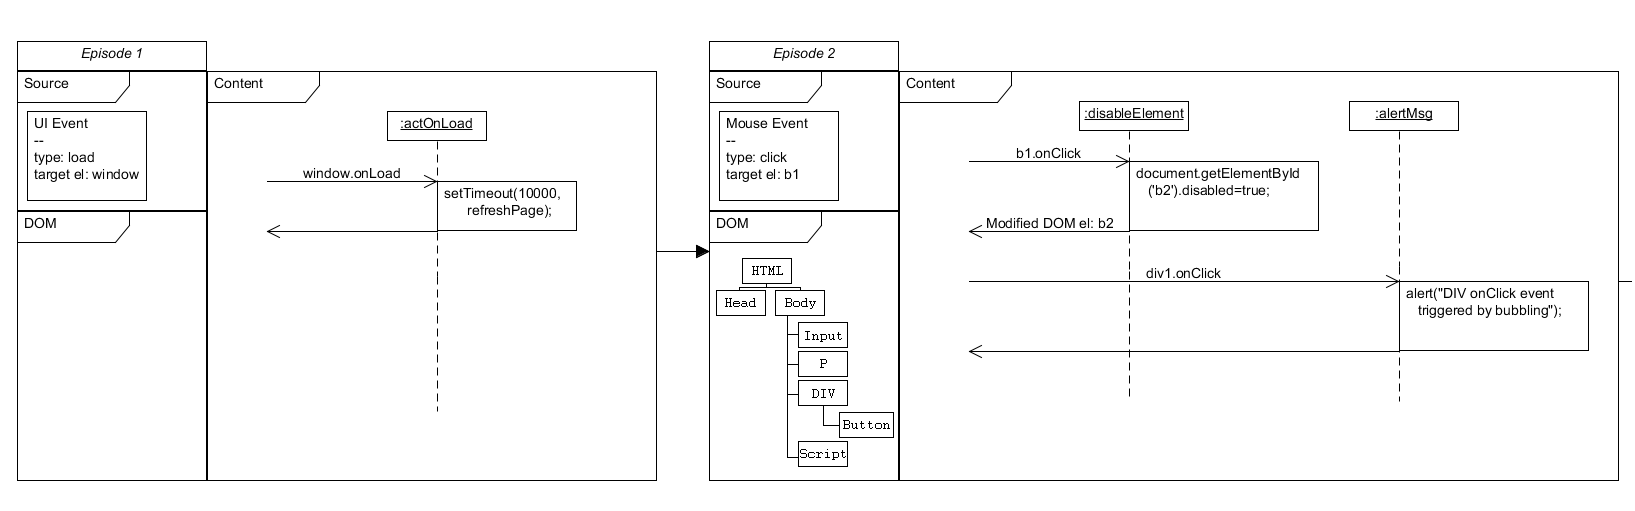 Episode 1
Source
UI Event
--
type: load
target el: window
DOM
Content
:actOnLoad
window.onLoad
setTimeout(10000,
refreshPage);
Episode 2
Source
Mouse Event
--
type: click
target el: b1
DOM
HTML
Head
Body
Input
P
DIV
Button
Script
Content
:disableElement
:alertMsg
b1.onClick
document.getElementById
('b2').disabled=true;
Modified DOM el: b2
div1.onClick
alert("DIV onClick event
triggered by bubbling");